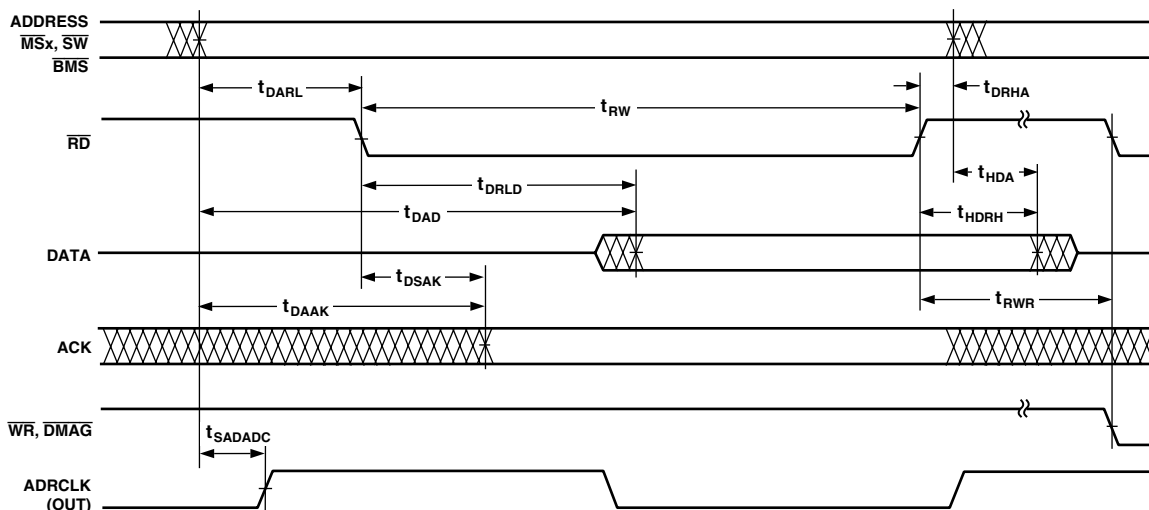 ADDRESS
MSx, SW
BMS
tDARL
tRW
tDRHA
RD
tDRLD
tHDA
tDAD
tHDRH
DATA
tDSAK
tRWR
tDAAK
ACK
WR, DMAG
tSADADC
ADRCLK
(OUT)